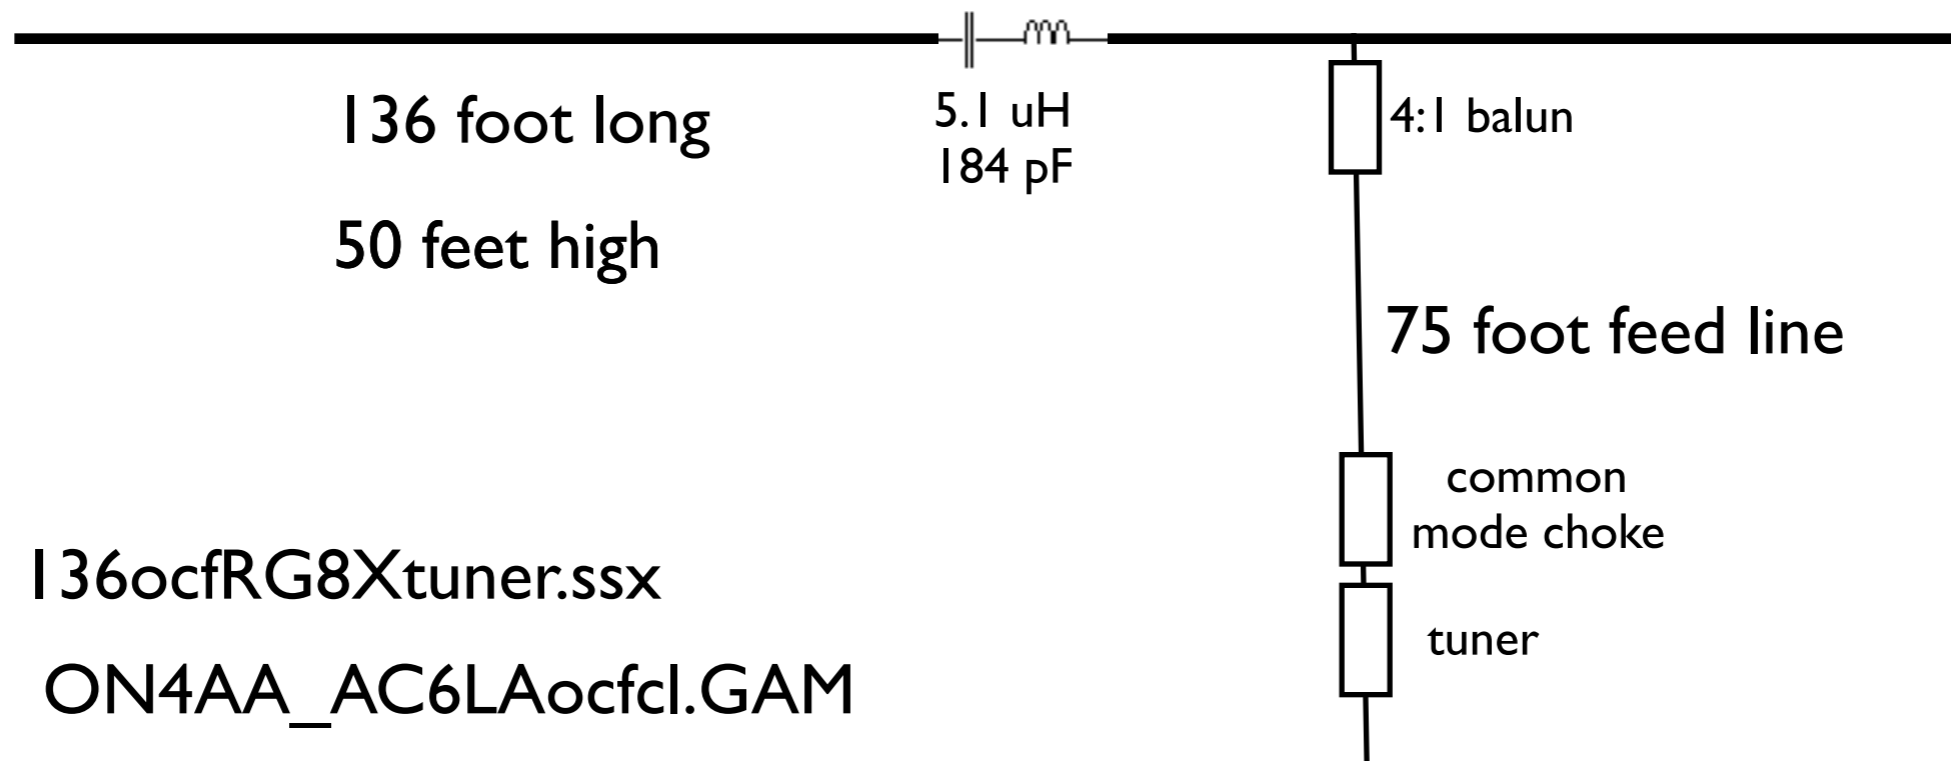 136 foot long
50 feet high
5.1 uH
184 pF
4:1 balun
75 foot feed line
common
mode choke
tuner
136ocfRG8Xtuner.ssx
ON4AA_AC6LAocfcl.GAM